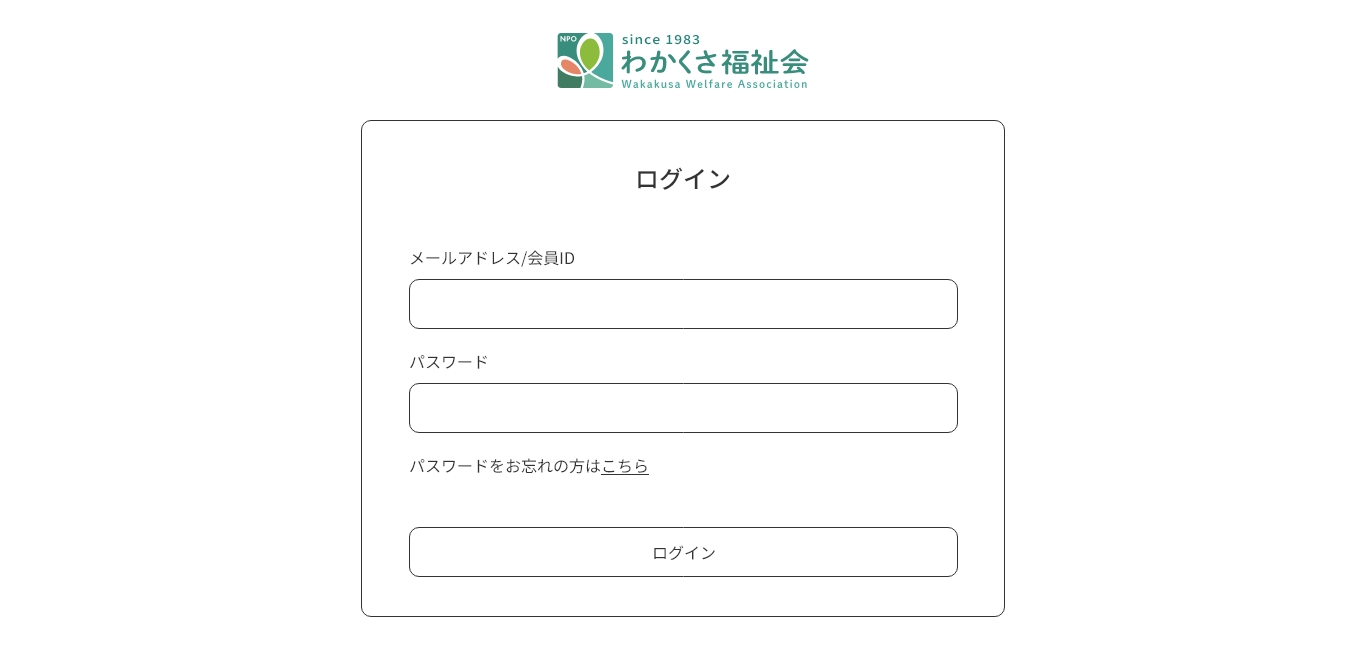 NPO
since 1983
わかくさ福祉会
Wakakusa Welfare Association
ログイン
メールアドレス/会員ID
パスワード
パスワードをお忘れの方はこちら
ログイン